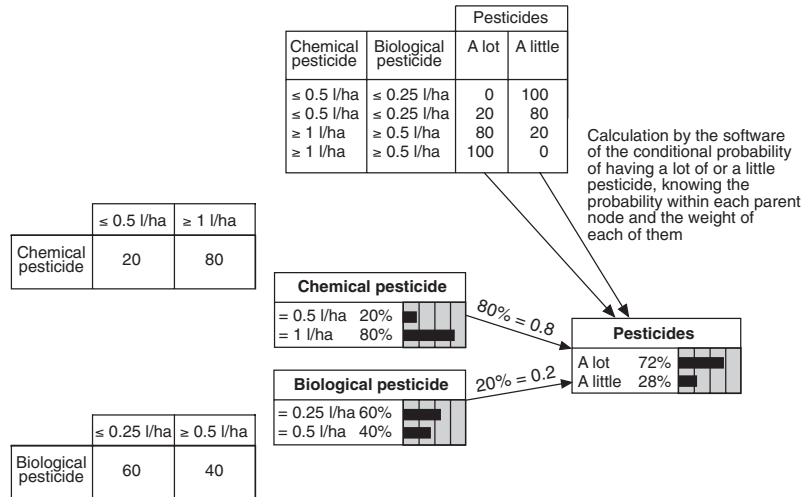 Pesticides
Chemical pesticide Biological pesticide A lot A little
≤ 0.5 l/ha ≤ 0.25 l/ha 0 100
≤ 0.5 l/ha ≤ 0.25 l/ha 20 80
≥ 1 l/ha ≥ 0.5 l/ha 80 20
≥ 1 l/ha ≥ 0.5 l/ha 100 0
Calculation by the software
of the conditional probability
of having a lot of or a little
pesticide, knowing the
probability within each parent
node and the weight of
each of them
≤ 0.5 l/ha ≥ 1 l/ha
Chemical pesticide 20 80
Chemical pesticide
= 0.5 l/ha 20%
= 1 l/ha 80%
80% = 0.8
Pesticides
A lot 72%
A little 28%
Biological pesticide
= 0.25 l/ha 60%
= 0.5 l/ha 40%
20% = 0.2
≤ 0.25 l/ha ≥ 0.5 l/ha
Biological pesticide 60 40